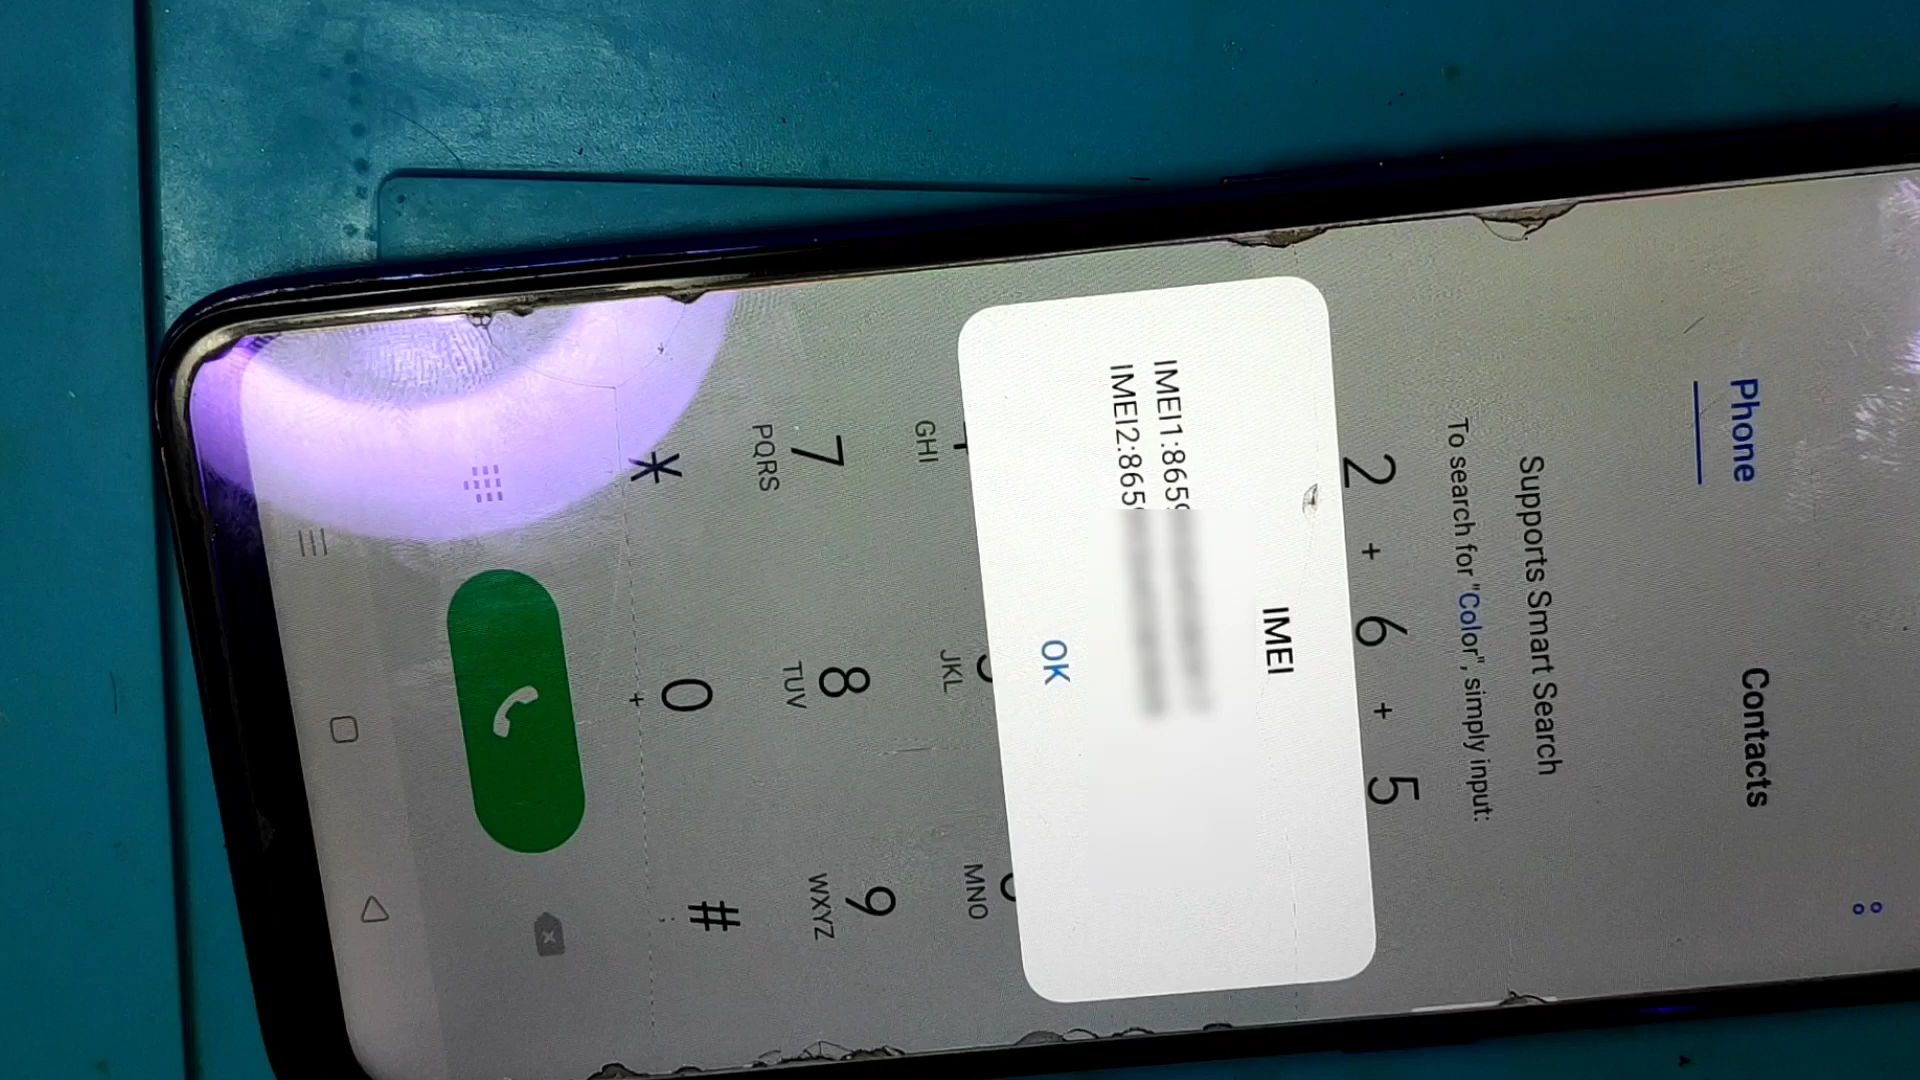 Phone Contacts
Supports Smart Search
To search for "Color", simply input:
2 + 6 + 5
IMEI
IMEI1:865
IMEI2:865
OK
GHI JKL MNO
7 8 9
PQRS TUV WXYZ
* 0 #
+ ;